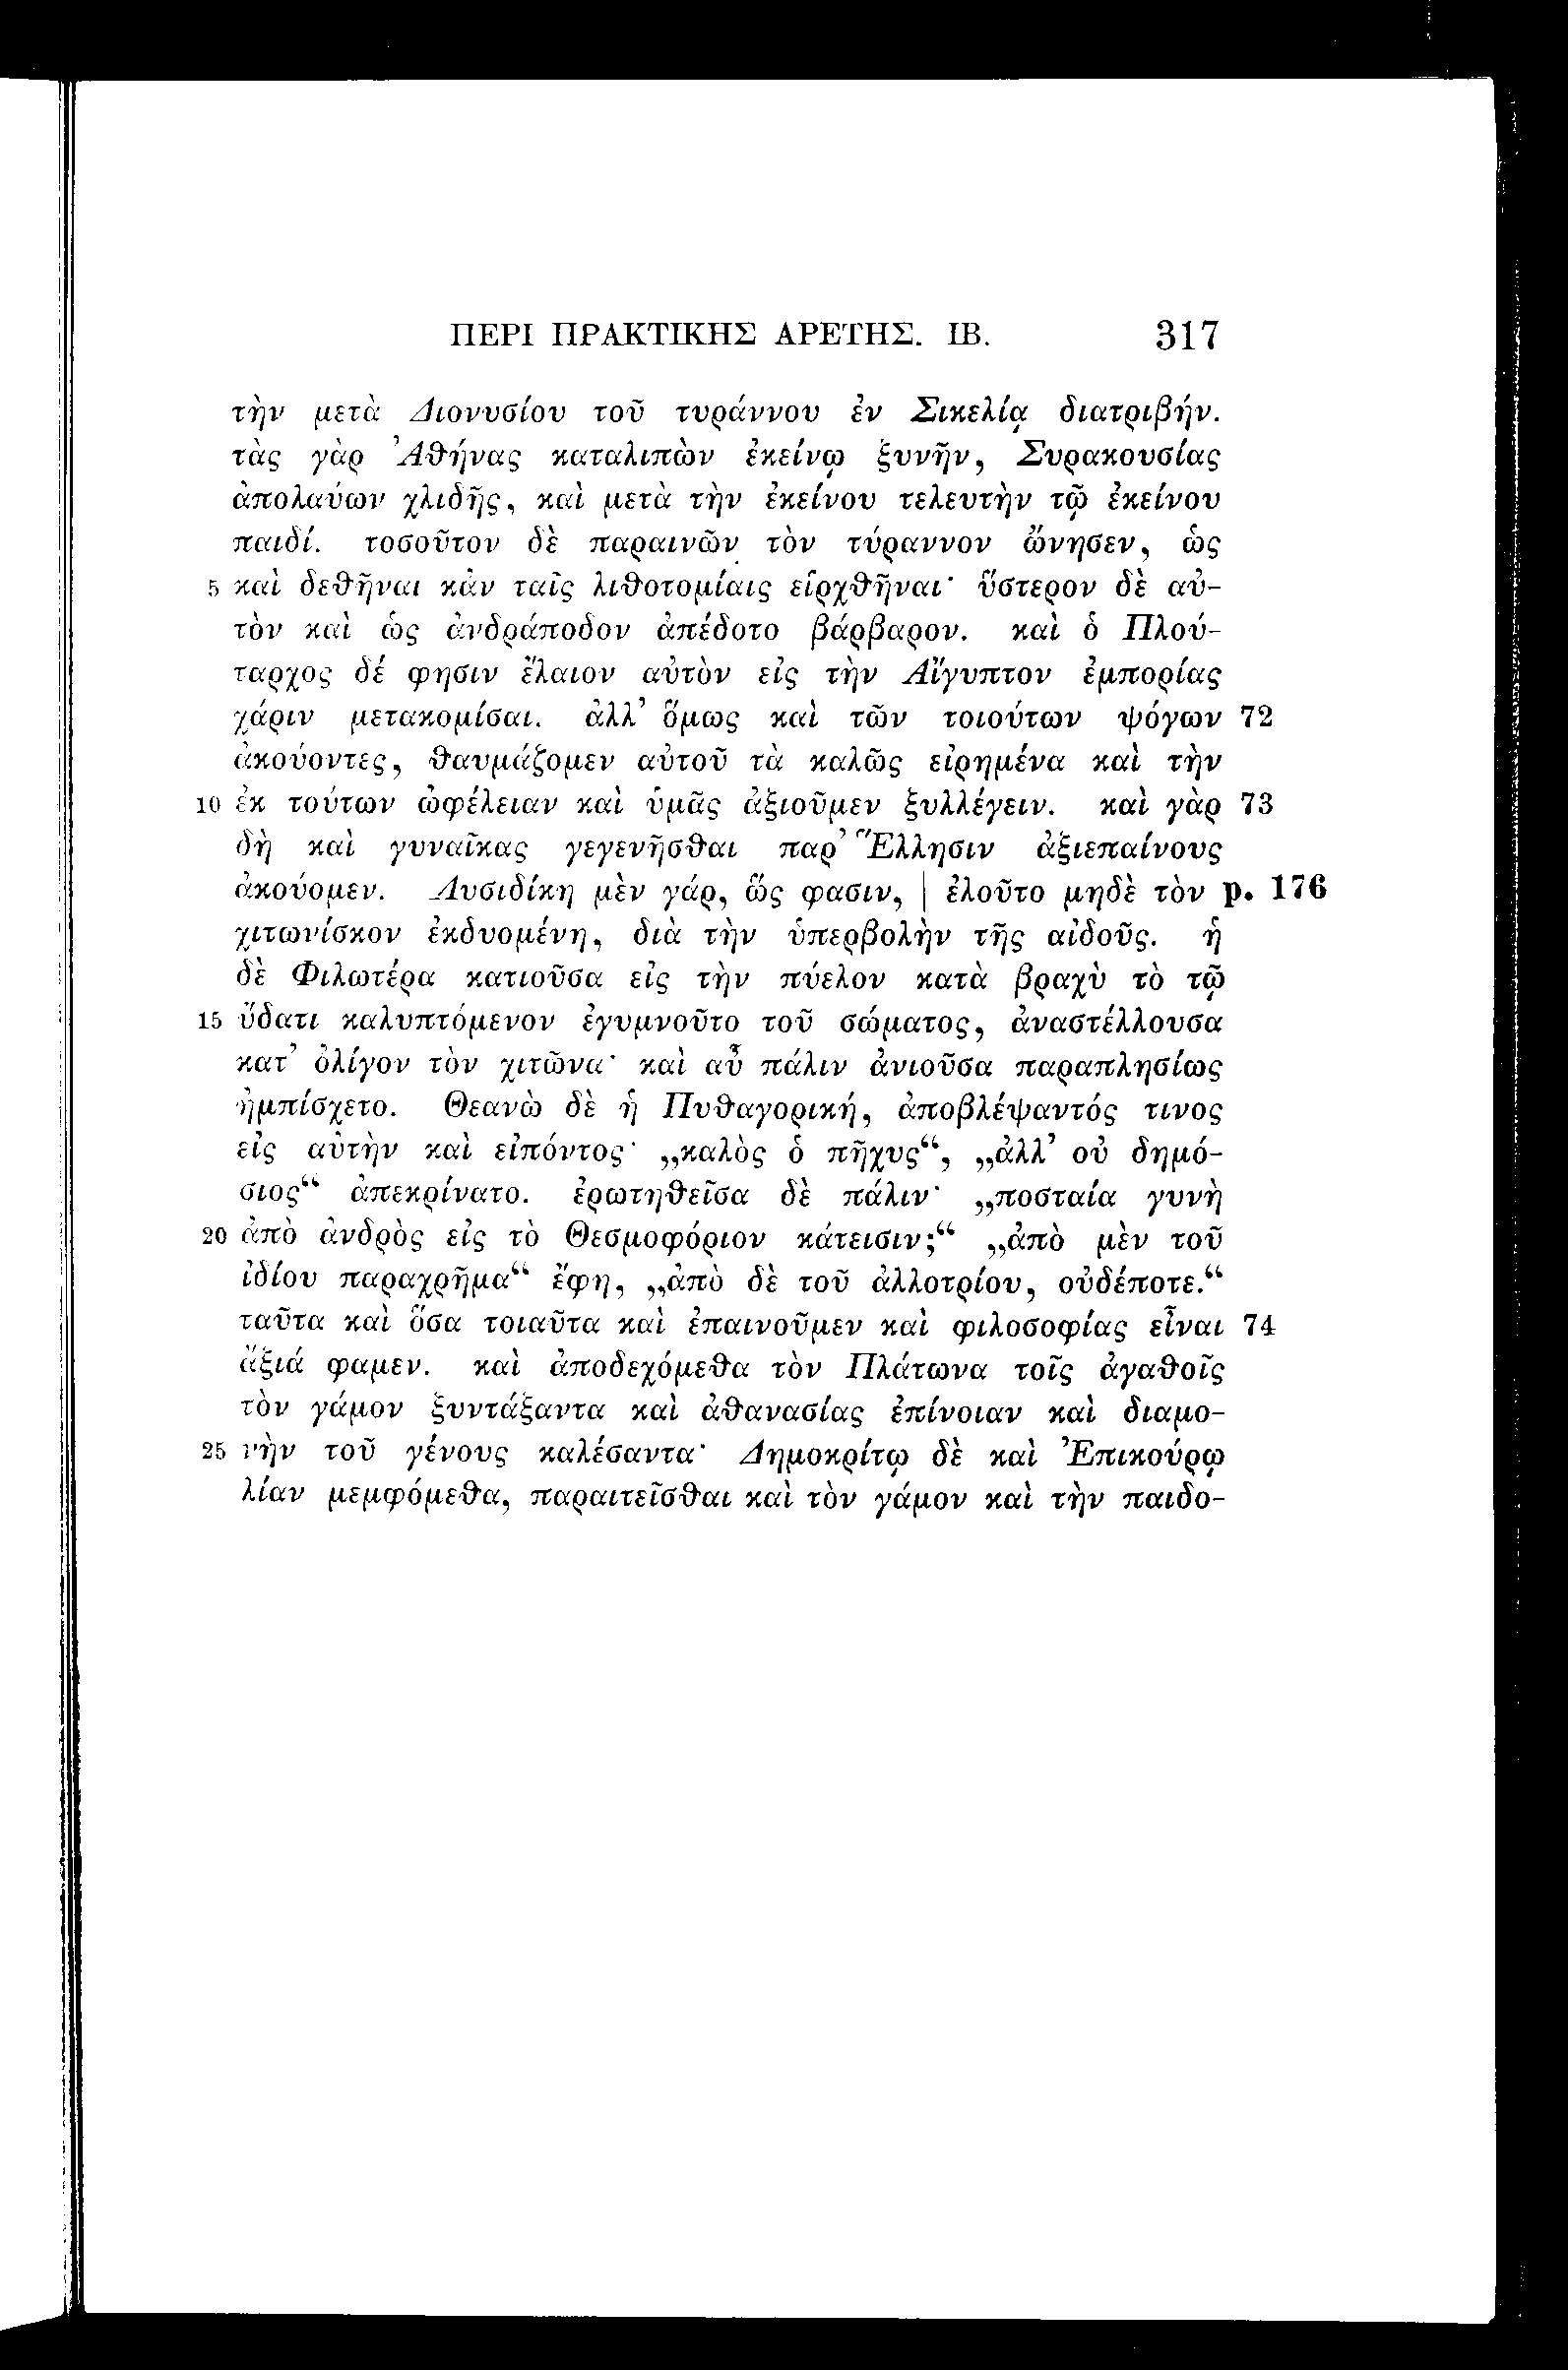 ΠΕΡΙ ΠΡΑΚΤΙΚΗΣ ΑΡΕΤΗΣ. ΙΒ. 317
τὴν μετὰ Διονυσίου τοῦ τυράννου ἐν Σικελίᾳ διατριβήν.
τὰς γὰρ Ἀθήνας καταλιπὼν ἐκείνῳ ξυνῆν, Συρακουσίας
ἀπολαύων χλιδῆς, καὶ μετὰ τὴν ἐκείνου τελευτὴν τῷ ἐκείνου
παιδί. τοσοῦτον δὲ παραινῶν τὸν τύραννον ὤνησεν, ὡς
5 καὶ δεθῆναι κἀν ταῖς λιθοτομίαις εἱρχθῆναι· ὕστερον δὲ αὐ-
τὸν καὶ ὡς ἀνδράποδον ἀπέδοτο βάρβαρον. καὶ ὁ Πλού-
ταρχος δέ φησιν ἔλαιον αὐτὸν εἰς τὴν Αἴγυπτον ἐμπορίας
χάριν μετακομίσαι. ἀλλ’ ὅμως καὶ τῶν τοιούτων ψόγων 72
ἀκούοντες, θαυμάζομεν αὐτοῦ τὰ καλῶς εἰρημένα καὶ τὴν
10 ἐκ τούτων ὠφέλειαν καὶ ὑμᾶς ἀξιοῦμεν ξυλλέγειν. καὶ γὰρ 73
δὴ καὶ γυναῖκας γεγενῆσθαι παρ’ Ἕλλησιν ἀξιεπαίνους
ἀκούομεν. Λυσιδίκη μὲν γάρ, ὥς φασιν, | ἐλοῦτο μηδὲ τὸν p. 176
χιτωνίσκον ἐκδυομένη, διὰ τὴν ὑπερβολὴν τῆς αἰδοῦς. ἡ
δὲ Φιλωτέρα κατιοῦσα εἰς τὴν πύελον κατὰ βραχὺ τὸ τῷ
15 ὕδατι καλυπτόμενον ἐγυμνοῦτο τοῦ σώματος, ἀναστέλλουσα
κατ’ ὀλίγον τὸν χιτῶνα· καὶ αὖ πάλιν ἀνιοῦσα παραπλησίως
ἠμπίσχετο. Θεανὼ δὲ ἡ Πυθαγορική, ἀποβλέψαντός τινος
εἰς αὐτὴν καὶ εἰπόντος· „καλὸς ὁ πῆχυς“, „ἀλλ’ οὐ δημό-
σιος“ ἀπεκρίνατο. ἐρωτηθεῖσα δὲ πάλιν· „ποσταία γυνὴ
20 ἀπὸ ἀνδρὸς εἰς τὸ Θεσμοφόριον κάτεισιν;“ „ἀπὸ μὲν τοῦ
ἰδίου παραχρῆμα“ ἔφη, „ἀπὸ δὲ τοῦ ἀλλοτρίου, οὐδέποτε.“
ταῦτα καὶ ὅσα τοιαῦτα καὶ ἐπαινοῦμεν καὶ φιλοσοφίας εἶναι 74
ἄξιά φαμεν. καὶ ἀποδεχόμεθα τὸν Πλάτωνα τοῖς ἀγαθοῖς
τὸν γάμον ξυντάξαντα καὶ ἀθανασίας ἐπίνοιαν καὶ διαμο-
25 νὴν τοῦ γένους καλέσαντα· Δημοκρίτῳ δὲ καὶ Ἐπικούρῳ
λίαν μεμφόμεθα, παραιτεῖσθαι καὶ τὸν γάμον καὶ τὴν παιδο-